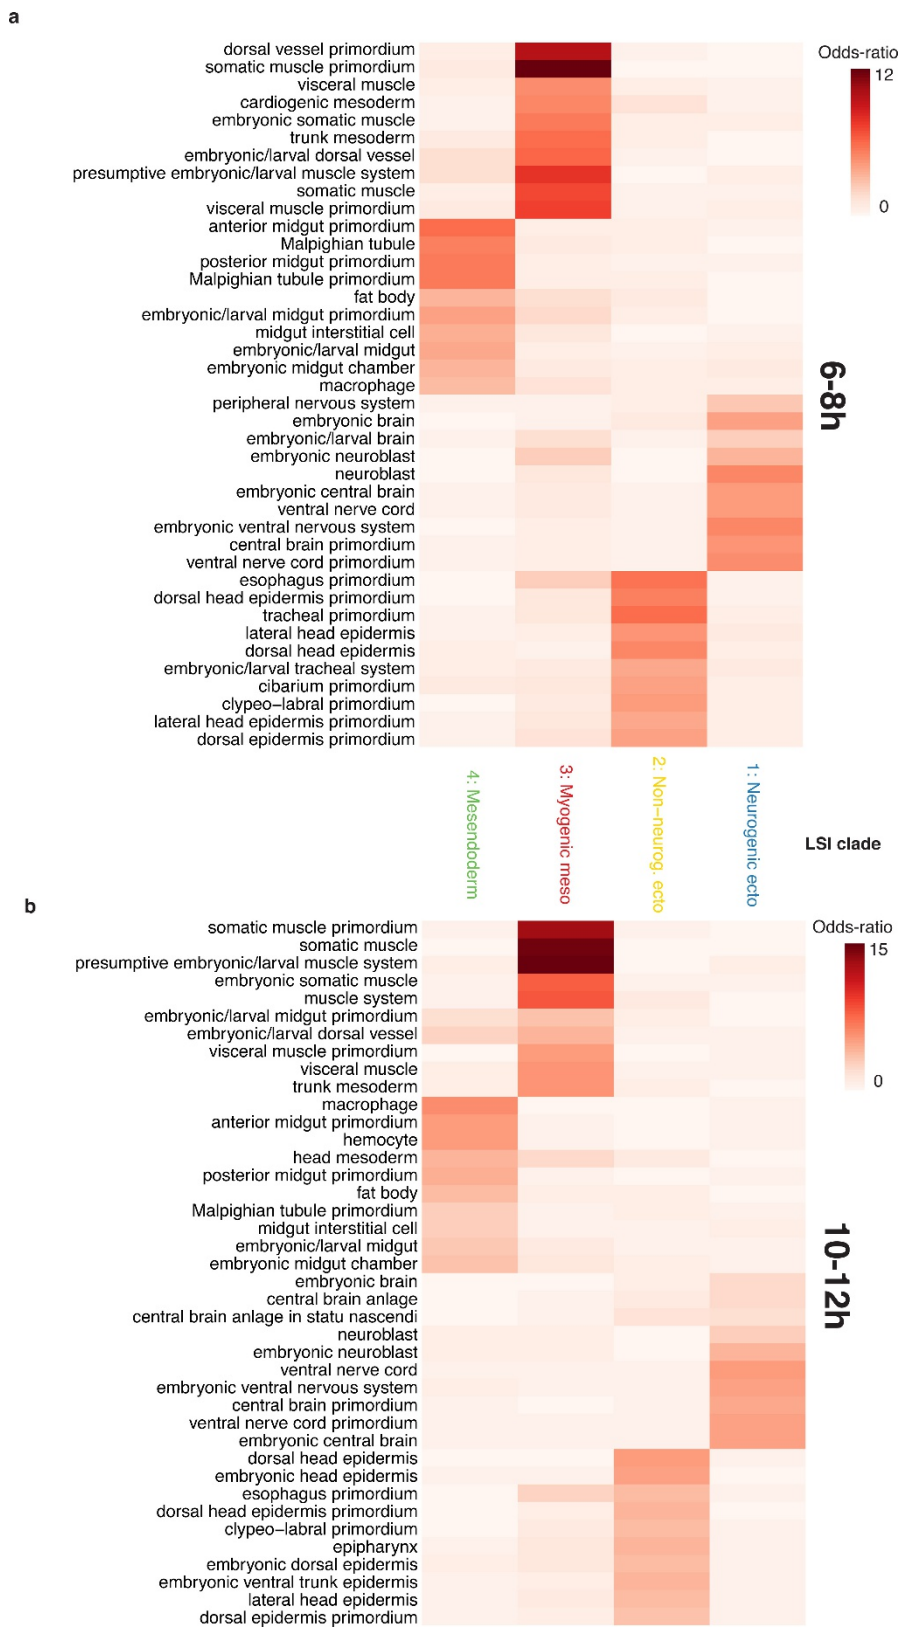 a
Odds-ratio
12
0
dorsal vessel primordium
somatic muscle primordium
visceral muscle
cardiogenic mesoderm
embryonic somatic muscle
trunk mesoderm
embryonic/larval dorsal vessel
presumptive embryonic/larval muscle system
somatic muscle
visceral muscle primordium
anterior midgut primordium
Malpighian tubule
posterior midgut primordium
Malpighian tubule primordium
fat body
embryonic/larval midgut primordium
midgut interstitial cell
embryonic/larval midgut
embryonic midgut chamber
macrophage
peripheral nervous system
embryonic brain
embryonic/larval brain
embryonic neuroblast
neuroblast
embryonic central brain
ventral nerve cord
embryonic ventral nervous system
central brain primordium
ventral nerve cord primordium
esophagus primordium
dorsal head epidermis primordium
tracheal primordium
lateral head epidermis
dorsal head epidermis
embryonic/larval tracheal system
cibarium primordium
clypeo−labral primordium
lateral head epidermis primordium
dorsal epidermis primordium
6-8h
4: Mesendoderm
3: Myogenic meso
2: Non−neurog. ecto
1: Neurogenic ecto
LSI clade
b
Odds-ratio
15
0
somatic muscle primordium
somatic muscle
presumptive embryonic/larval muscle system
embryonic somatic muscle
muscle system
embryonic/larval midgut primordium
embryonic/larval dorsal vessel
visceral muscle primordium
visceral muscle
trunk mesoderm
macrophage
anterior midgut primordium
hemocyte
head mesoderm
posterior midgut primordium
fat body
Malpighian tubule primordium
midgut interstitial cell
embryonic/larval midgut
embryonic midgut chamber
embryonic brain
central brain anlage
central brain anlage in statu nascendi
neuroblast
embryonic neuroblast
ventral nerve cord
embryonic ventral nervous system
central brain primordium
ventral nerve cord primordium
embryonic central brain
dorsal head epidermis
embryonic head epidermis
esophagus primordium
dorsal head epidermis primordium
clypeo−labral primordium
epipharynx
embryonic dorsal epidermis
embryonic ventral trunk epidermis
lateral head epidermis
dorsal epidermis primordium
10-12h